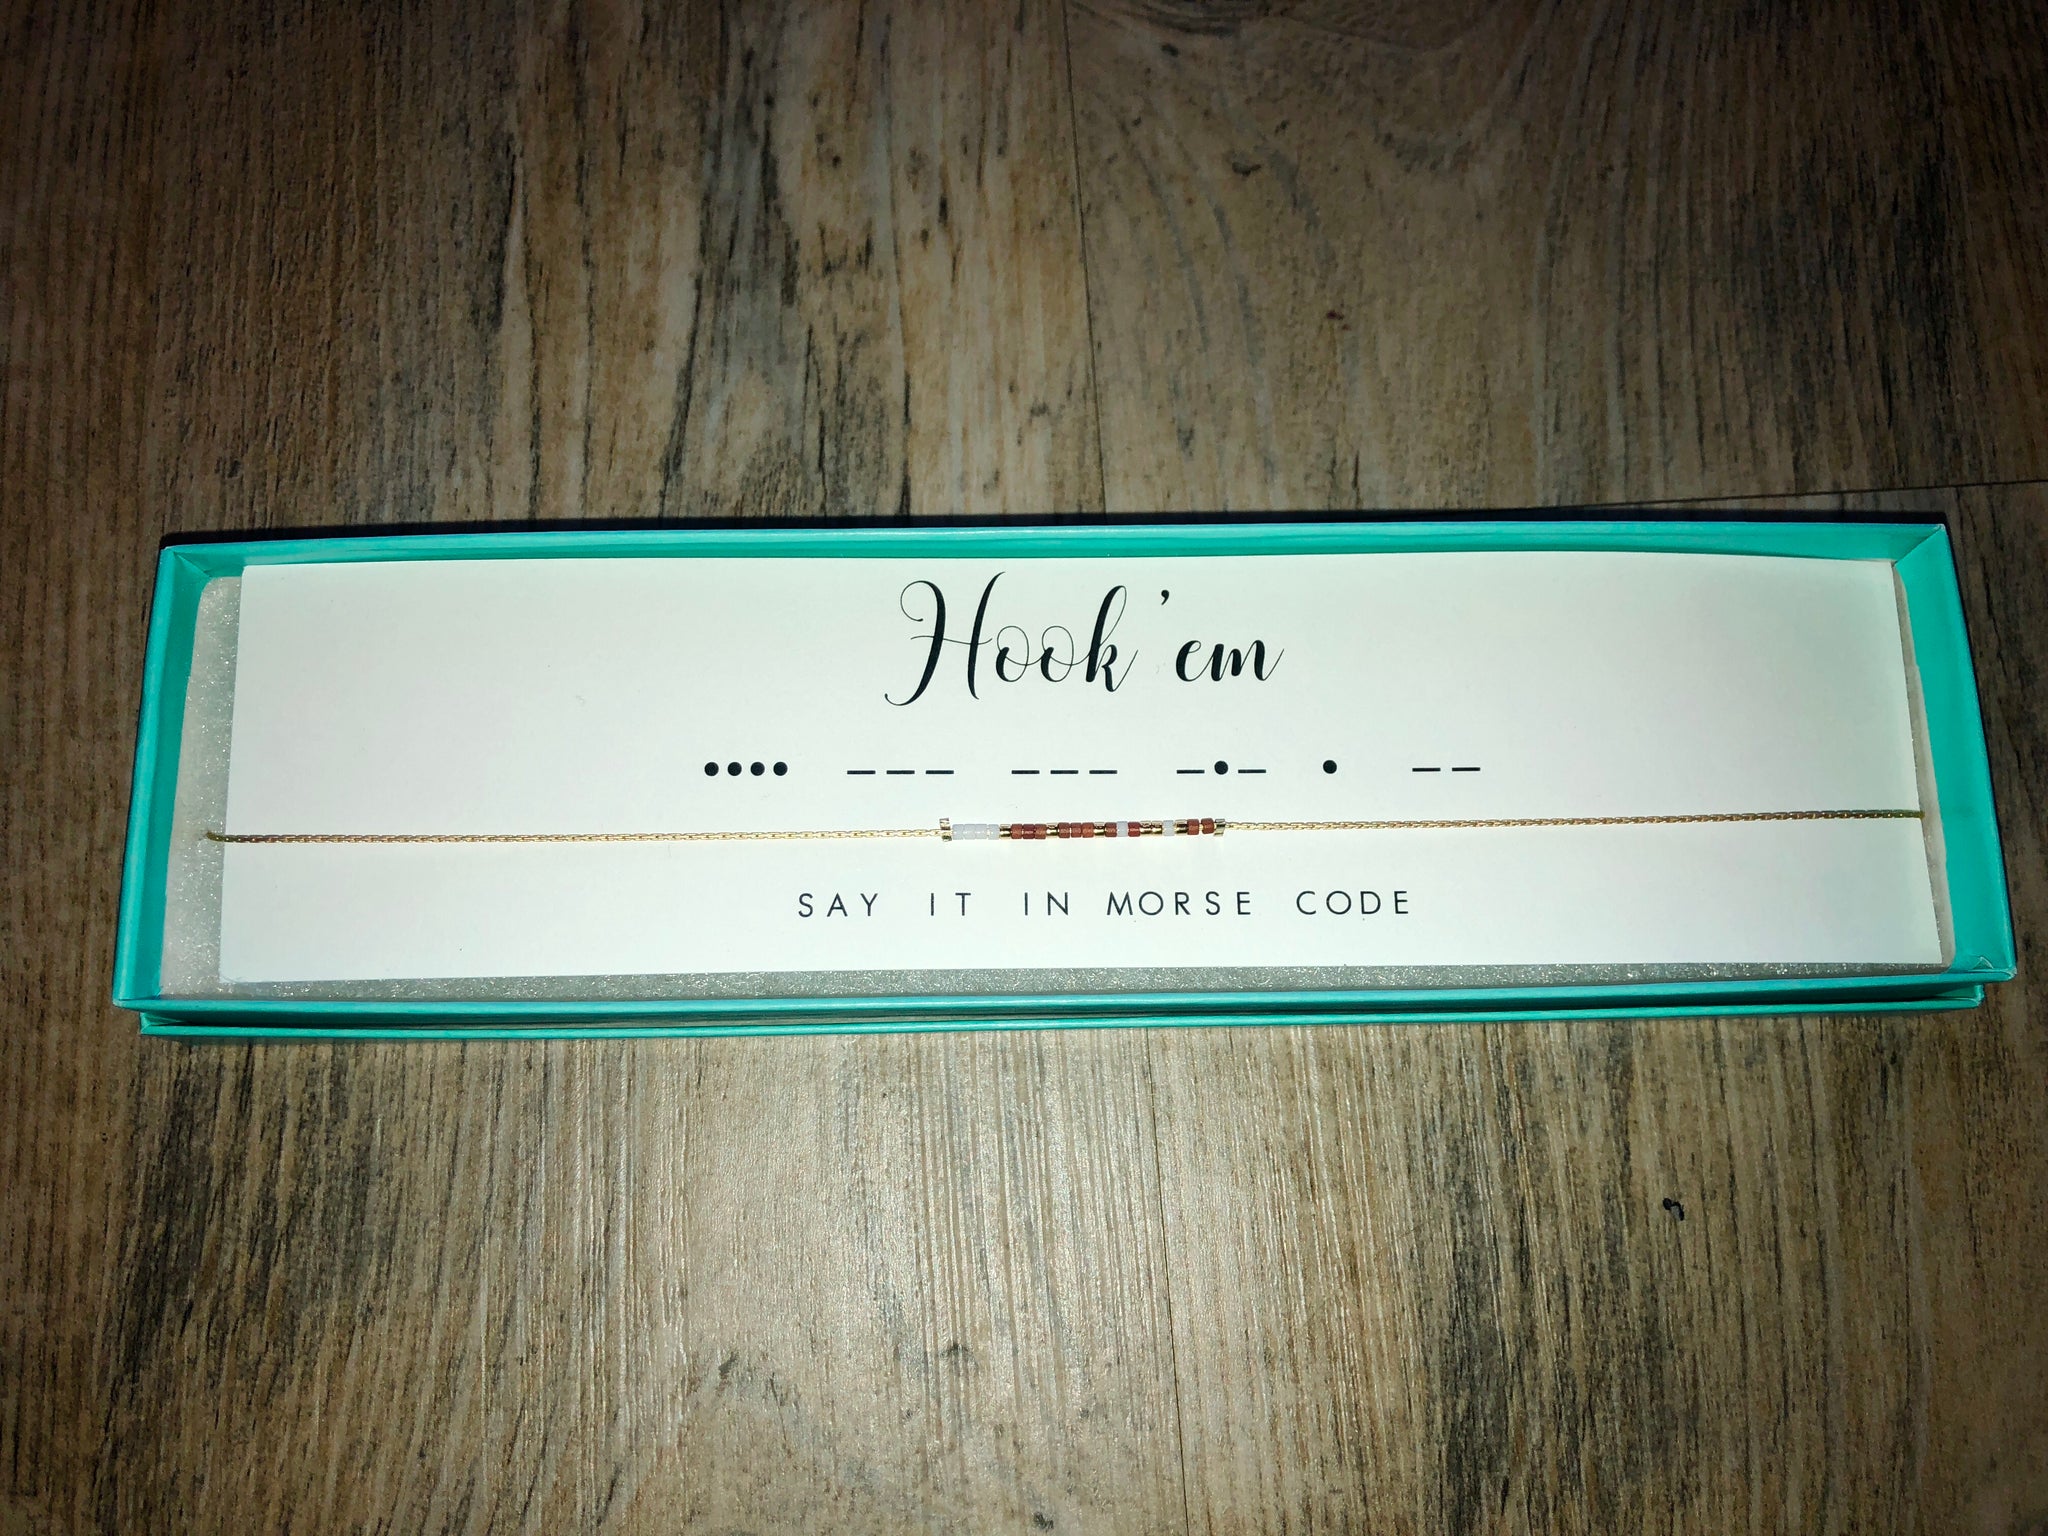 Hook 'em
•••• ——— ——— —•— • ——
SAY IT IN MORSE CODE